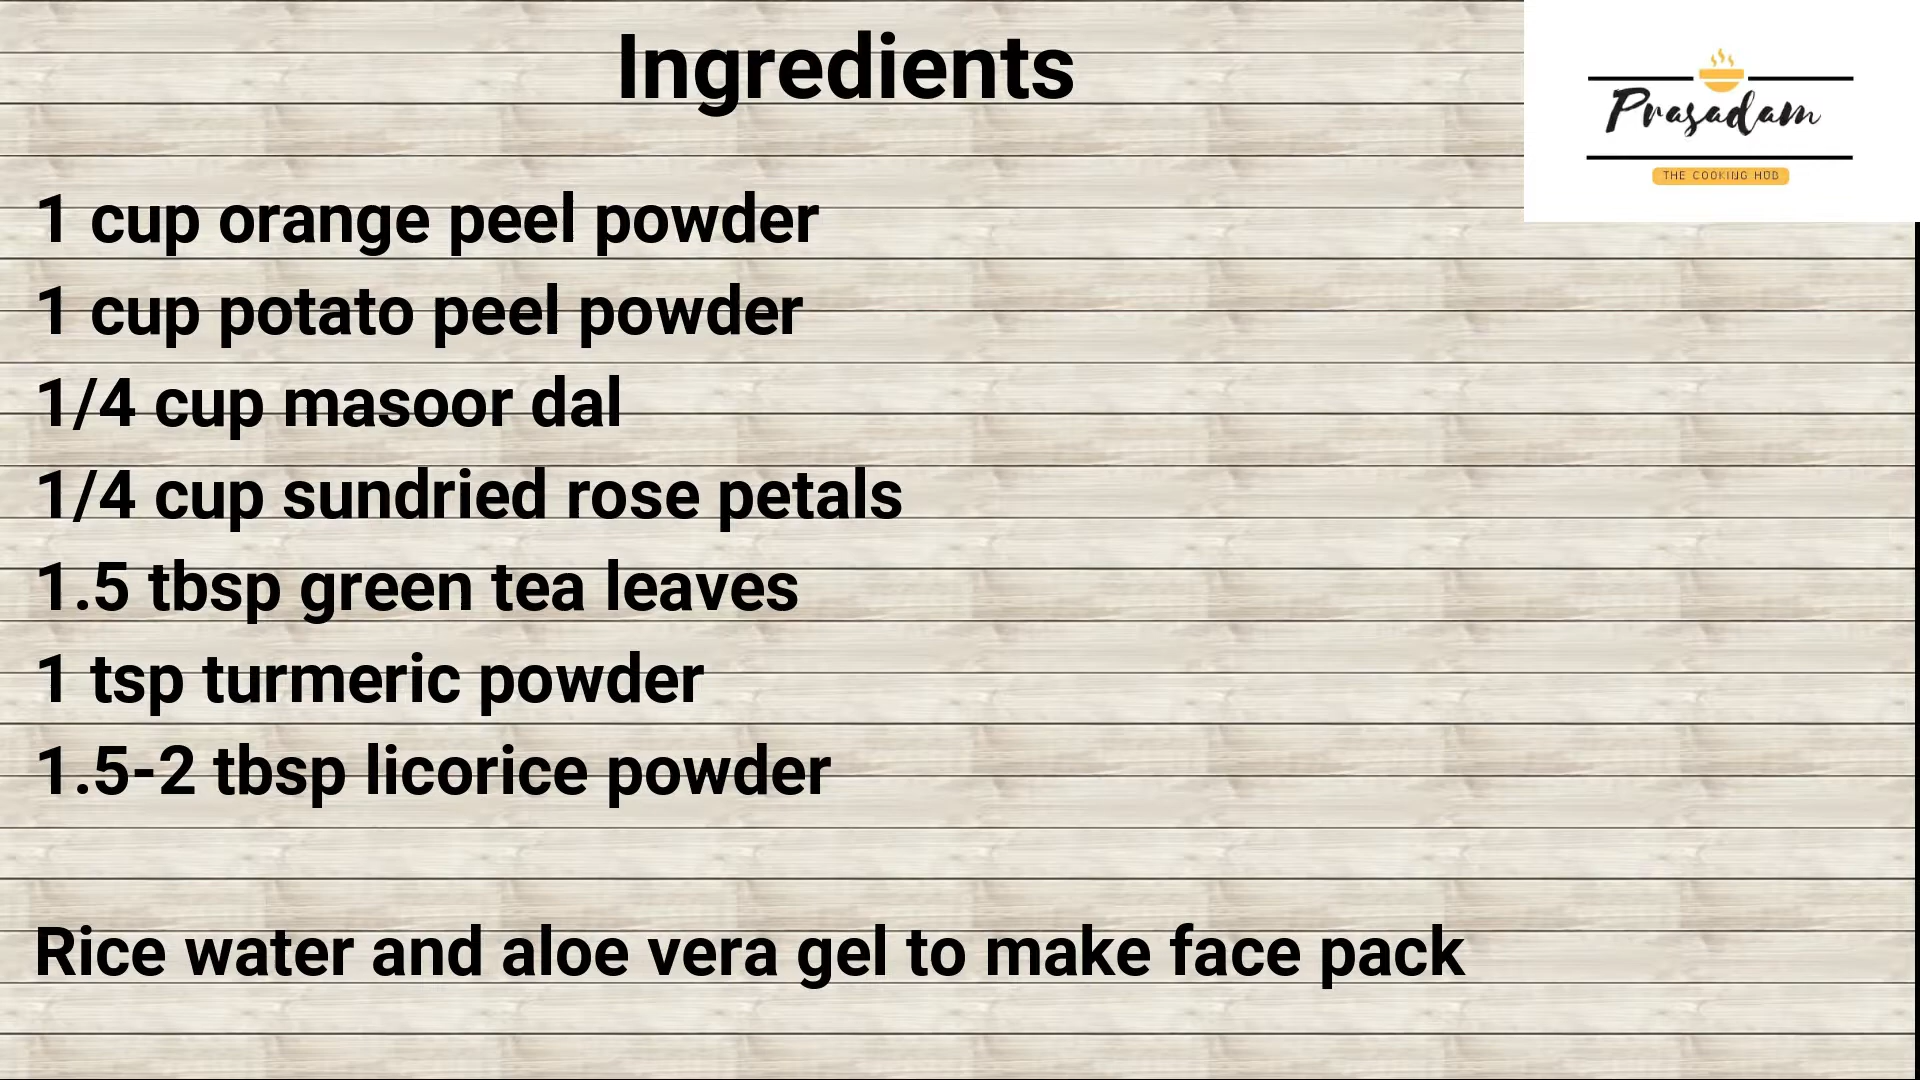 Ingredients
Prasadam
THE COOKING HUB
1 cup orange peel powder
1 cup potato peel powder
1/4 cup masoor dal
1/4 cup sundried rose petals
1.5 tbsp green tea leaves
1 tsp turmeric powder
1.5-2 tbsp licorice powder
Rice water and aloe vera gel to make face pack